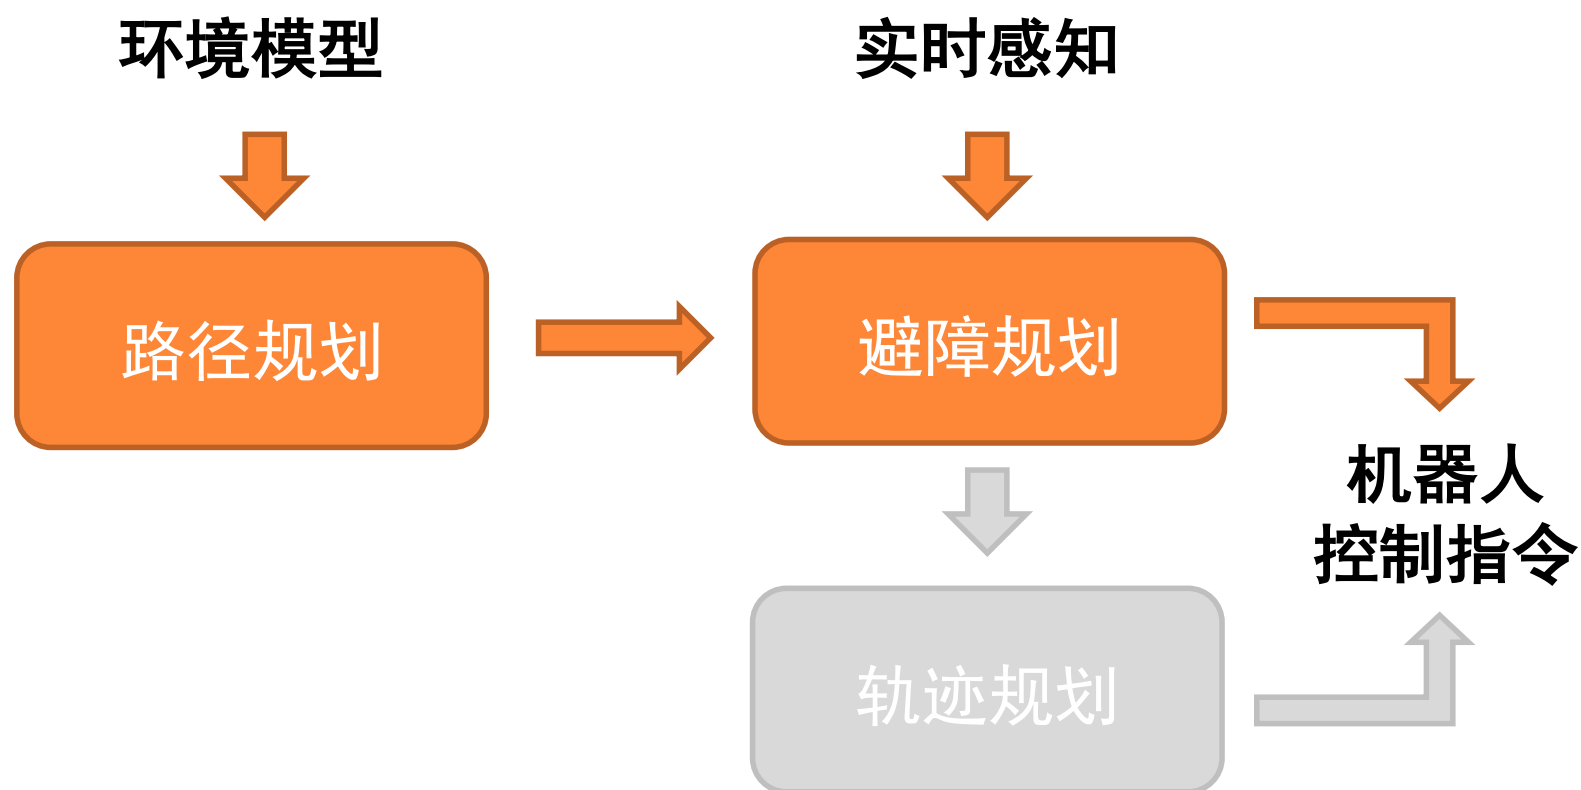 环境模型
实时感知
路径规划
避障规划
机器人
控制指令
轨迹规划